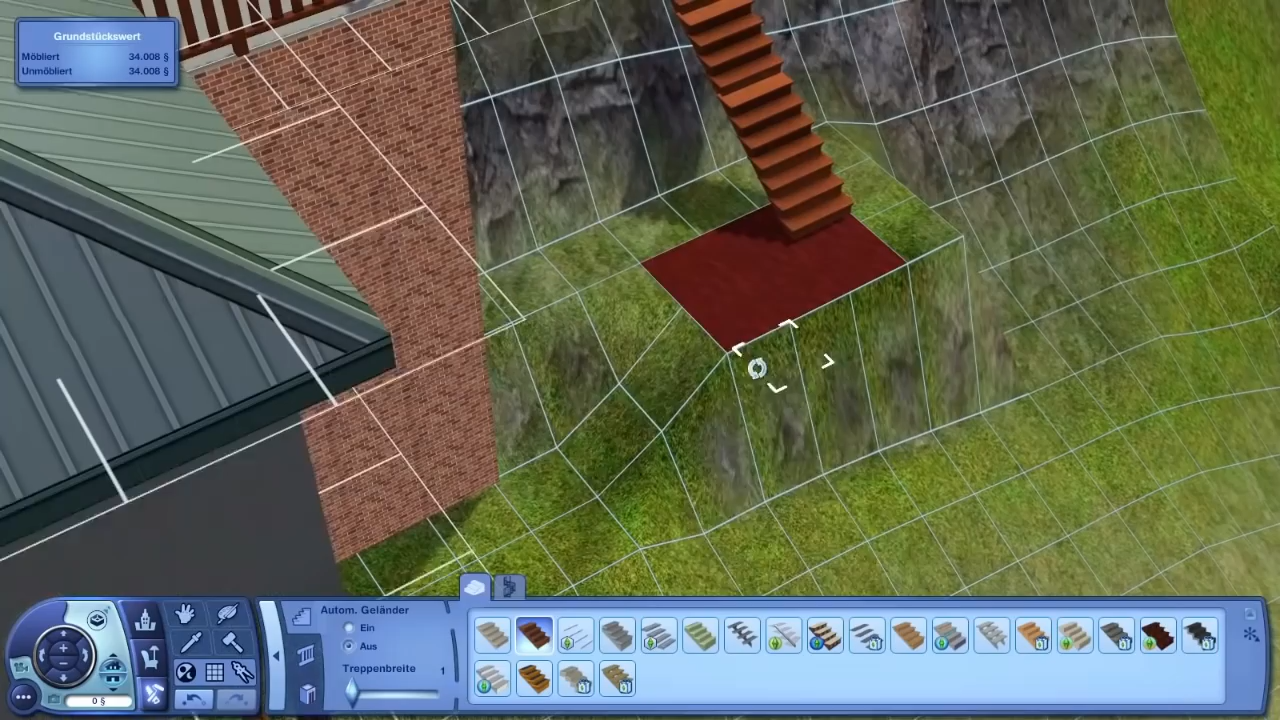 Grundstückswert
Möbliert 34.008 §
Unmöbliert 34.008 §
Autom. Geländer
Ein
Aus
Treppenbreite 1
0 §